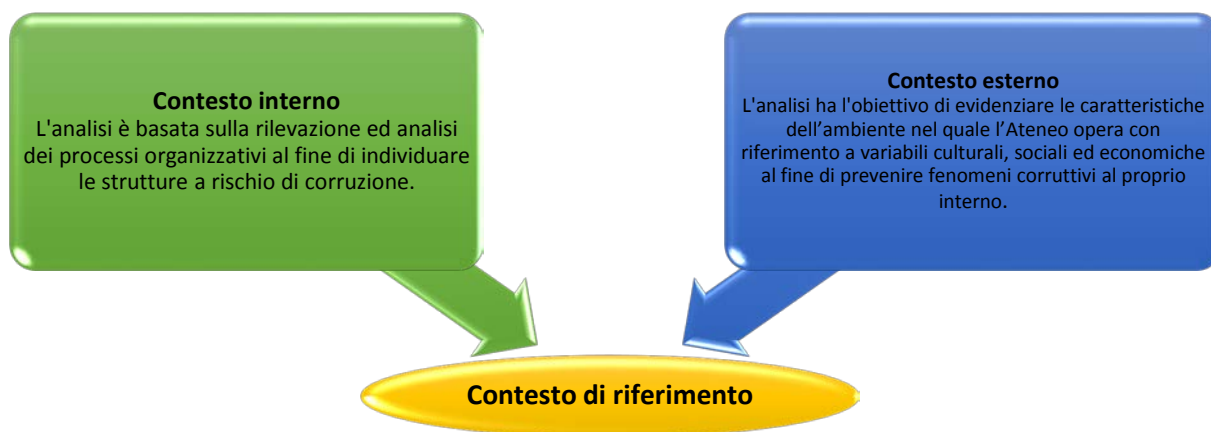 Contesto interno
L'analisi è basata sulla rilevazione ed analisi
dei processi organizzativi al fine di individuare
le strutture a rischio di corruzione.
Contesto esterno
L'analisi ha l'obiettivo di evidenziare le caratteristiche
dell’ambiente nel quale l’Ateneo opera con
riferimento a variabili culturali, sociali ed economiche
al fine di prevenire fenomeni corruttivi al proprio
interno.
Contesto di riferimento